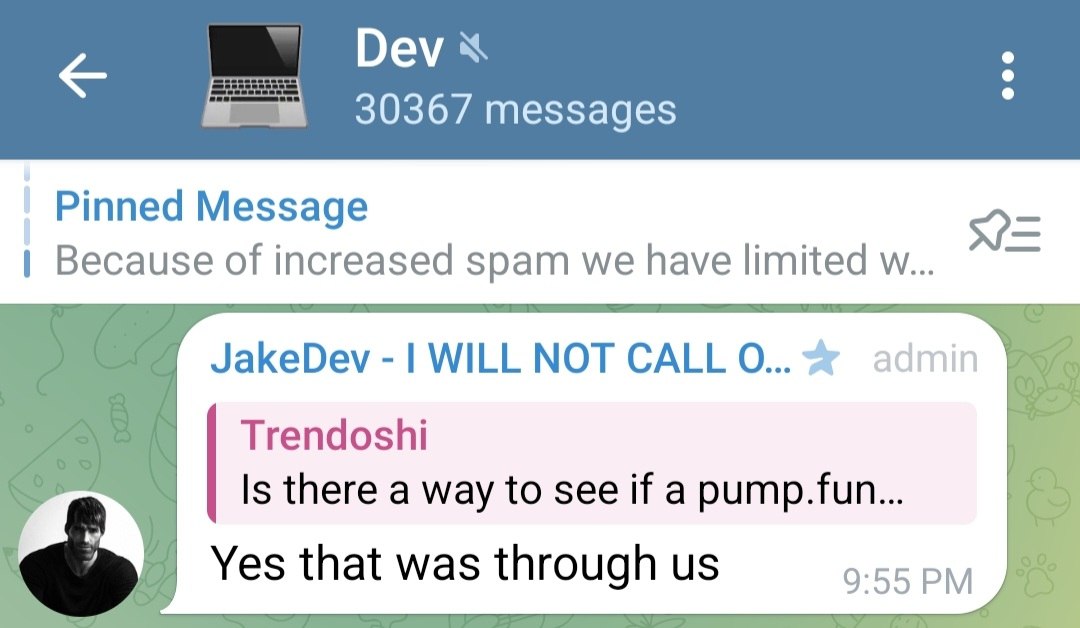 Dev
30367 messages
Pinned Message
Because of increased spam we have limited w...
JakeDev - I WILL NOT CALL O... admin
Trendoshi
Is there a way to see if a pump.fun...
Yes that was through us
9:55 PM